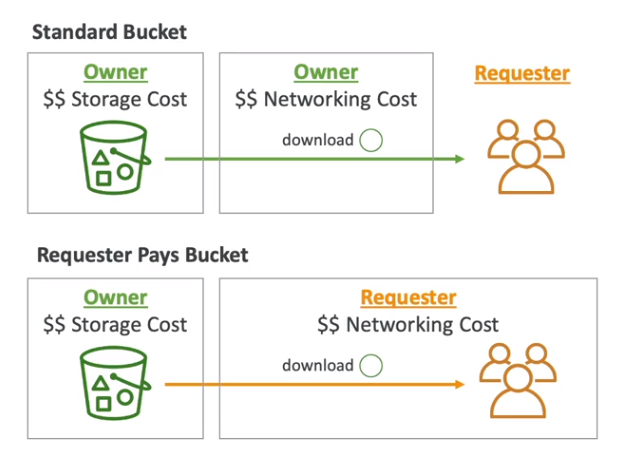 Standard Bucket
Owner
$$ Storage Cost
Owner
$$ Networking Cost
download
Requester
Requester Pays Bucket
Owner
$$ Storage Cost
Requester
$$ Networking Cost
download